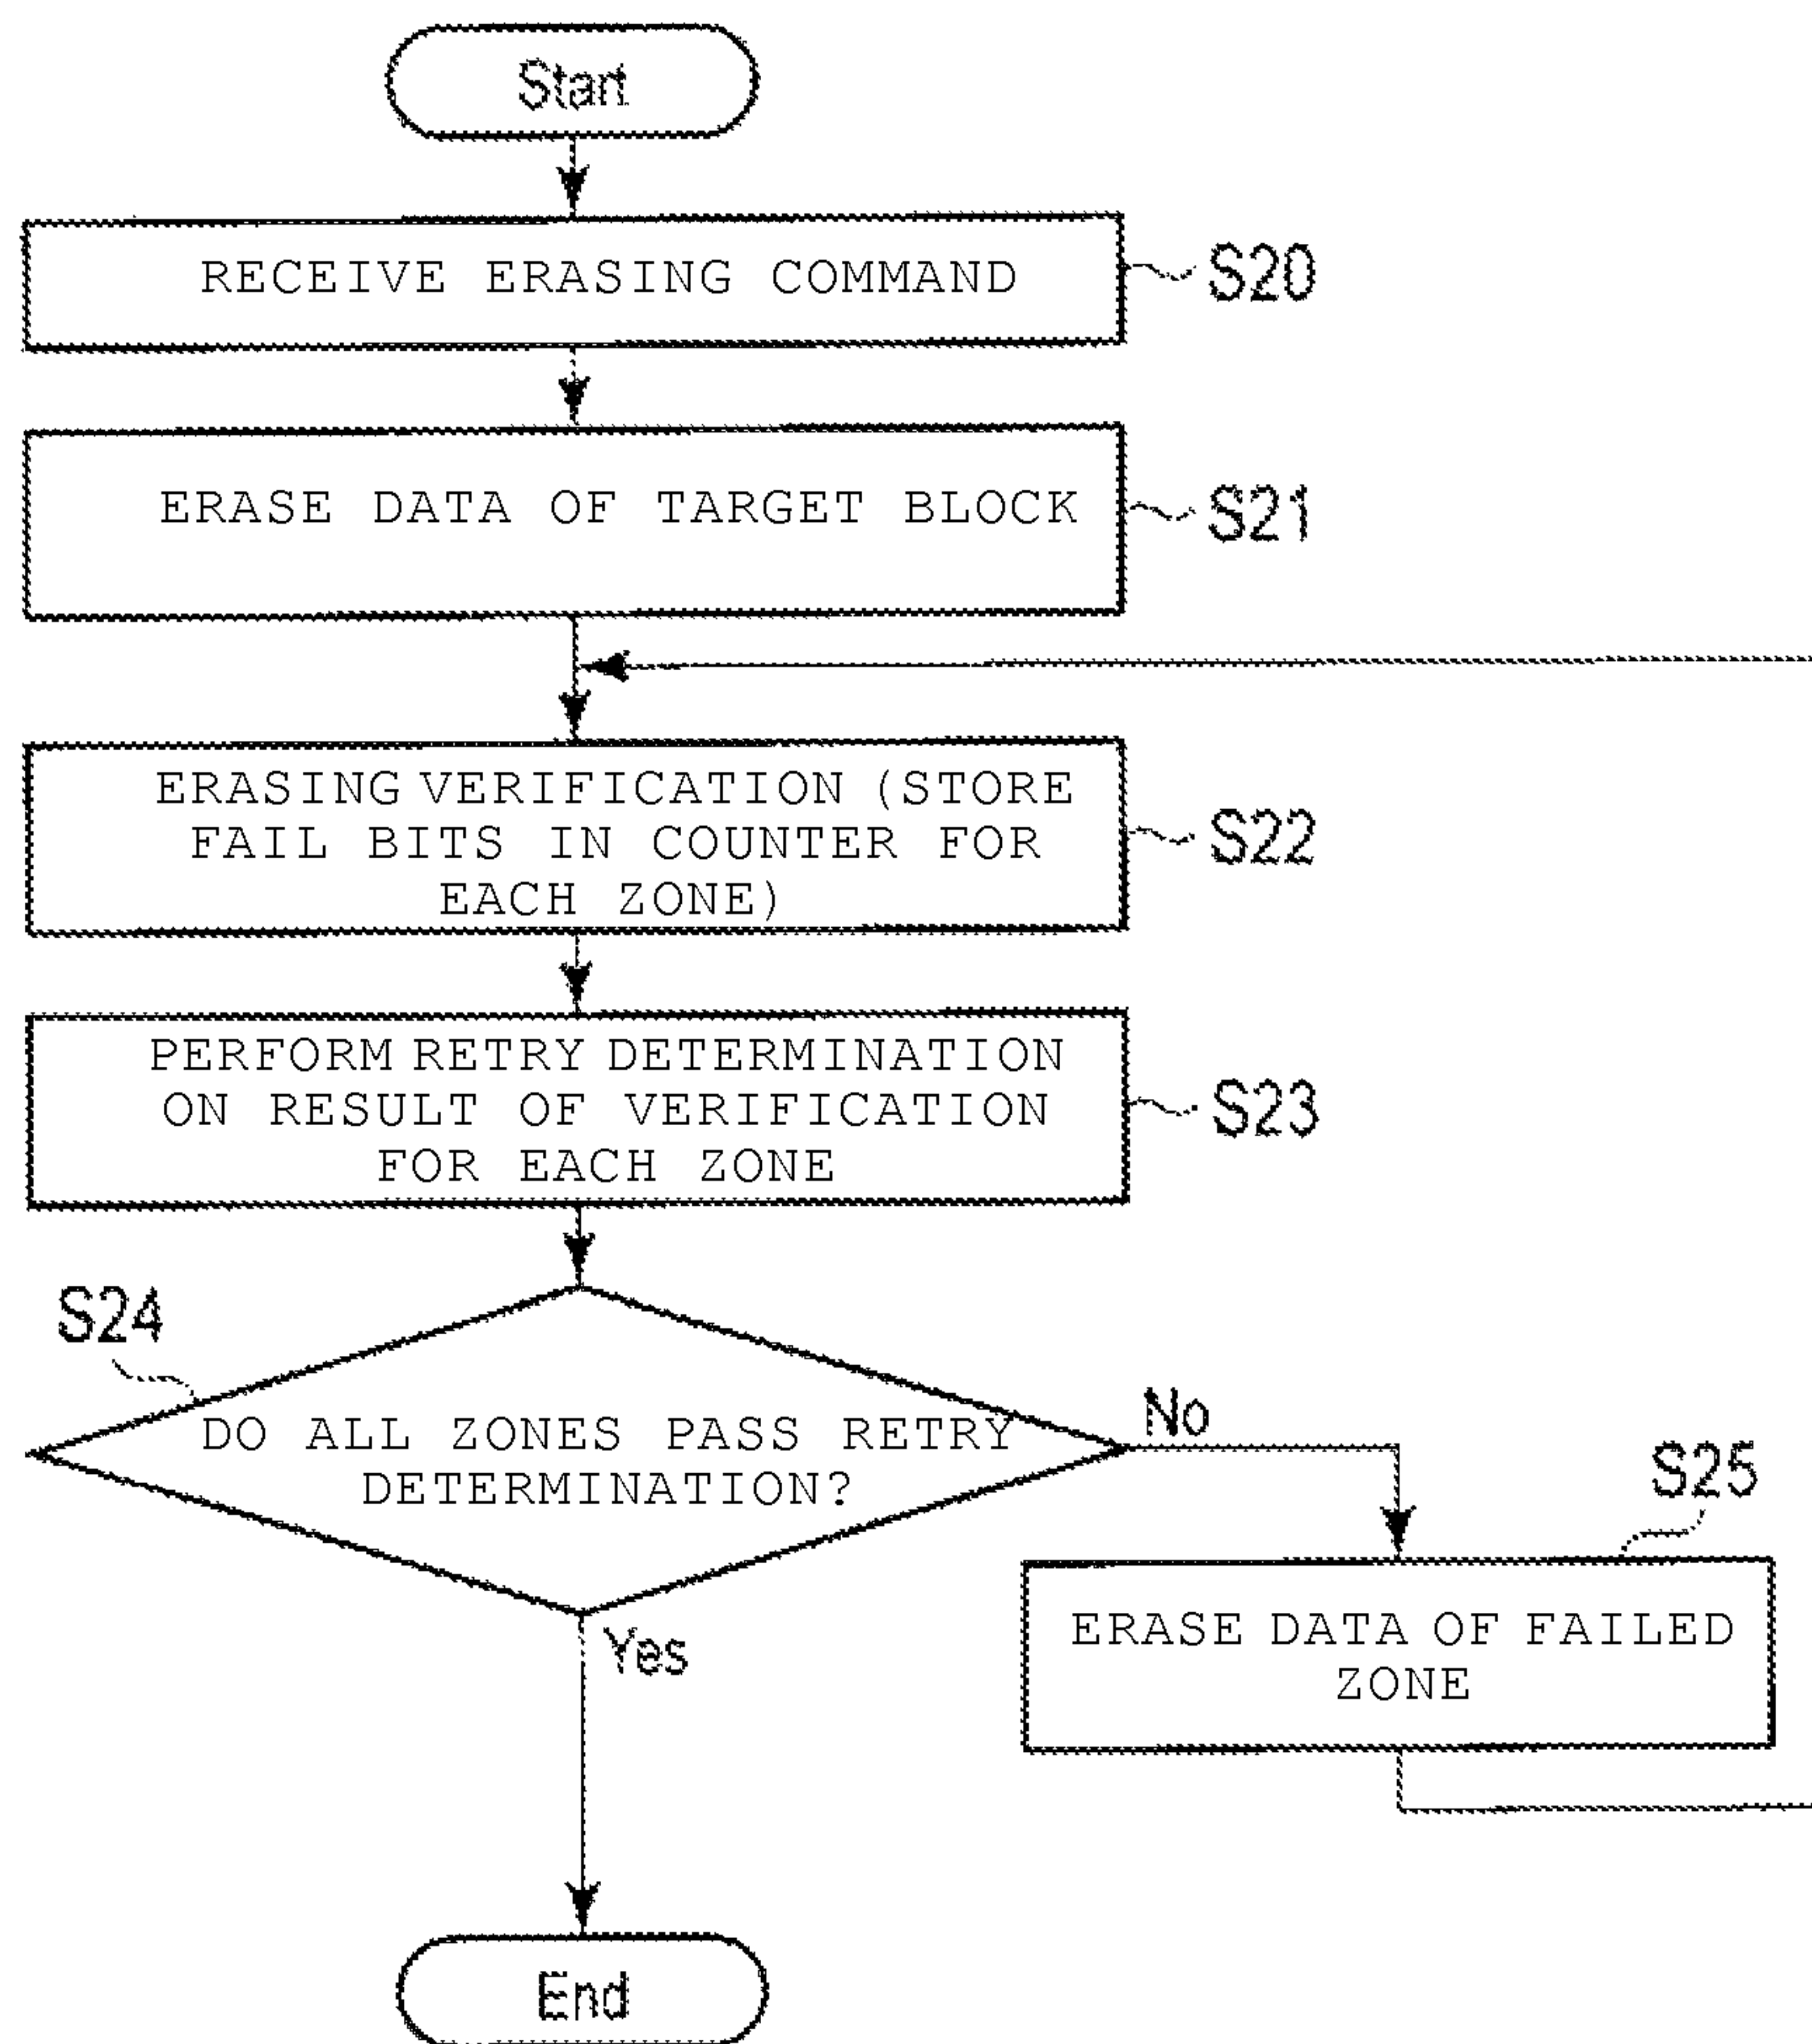 Start
RECEIVE ERASING COMMAND
S20
ERASE DATA OF TARGET BLOCK
S21
ERASING VERIFICATION (STORE
FAIL BITS IN COUNTER FOR
EACH ZONE)
S22
PERFORM RETRY DETERMINATION
ON RESULT OF VERIFICATION
FOR EACH ZONE
S23
S24
DO ALL ZONES PASS RETRY
DETERMINATION?
No
Yes
S25
ERASE DATA OF FAILED
ZONE
End